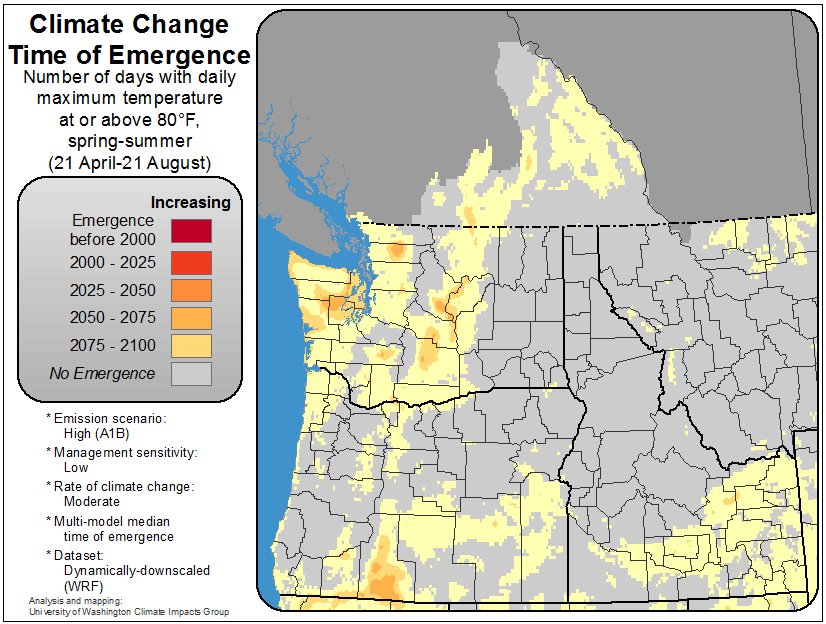 Climate Change
Time of Emergence
Number of days with daily
maximum temperature
at or above 80°F,
spring-summer
(21 April-21 August)
Increasing
Emergence
before 2000
2000 - 2025
2025 - 2050
2050 - 2075
2075 - 2100
No Emergence
* Emission scenario:
High (A1B)
* Management sensitivity:
Low
* Rate of climate change:
Moderate
* Multi-model median
time of emergence
* Dataset:
Dynamically-downscaled
(WRF)
Analysis and mapping:
University of Washington Climate Impacts Group